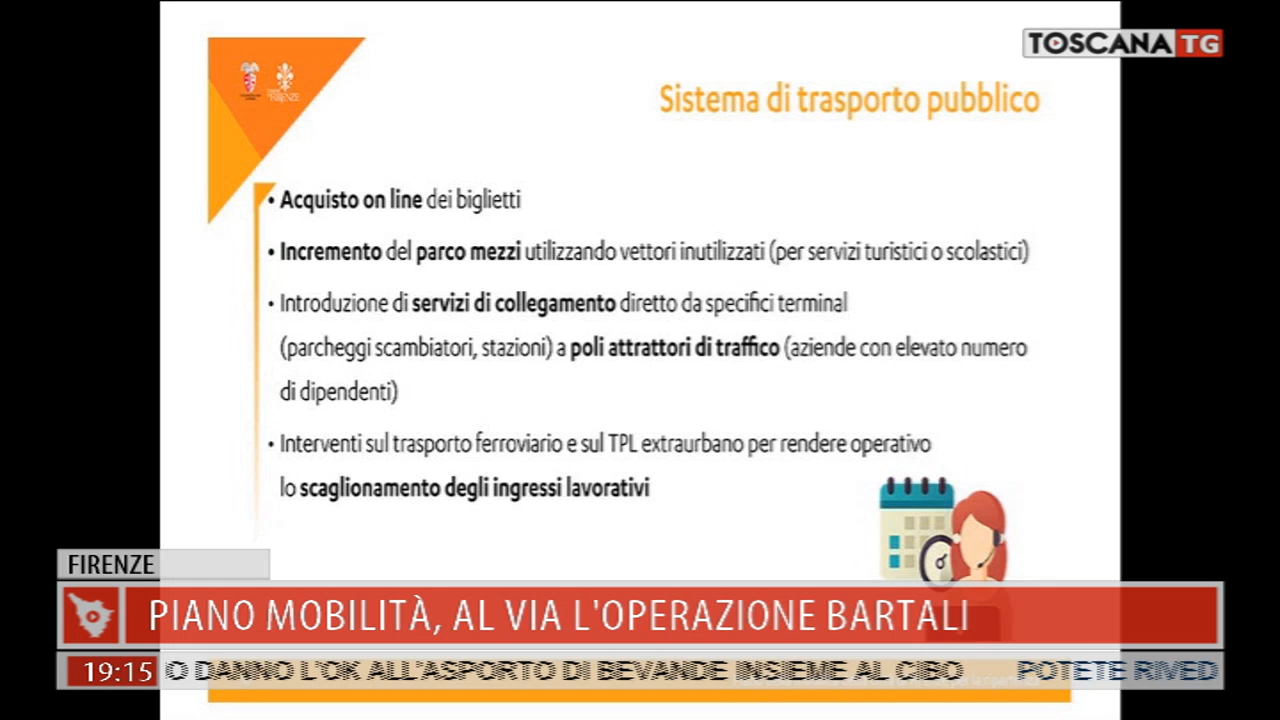 TOSCANA TG
FIRENZE
Sistema di trasporto pubblico
• Acquisto on line dei biglietti
• Incremento del parco mezzi utilizzando vettori inutilizzati (per servizi turistici o scolastici)
• Introduzione di servizi di collegamento diretto da specifici terminal
(parcheggi scambiatori, stazioni) a poli attrattori di traffico (aziende con elevato numero
di dipendenti)
• Interventi sul trasporto ferroviario e sul TPL extraurbano per rendere operativo
lo scaglionamento degli ingressi lavorativi
FIRENZE
PIANO MOBILITÀ, AL VIA L'OPERAZIONE BARTALI
19:15 O DANNO L'OK ALL'ASPORTO DI BEVANDE INSIEME AL CIBO POTETE RIVED